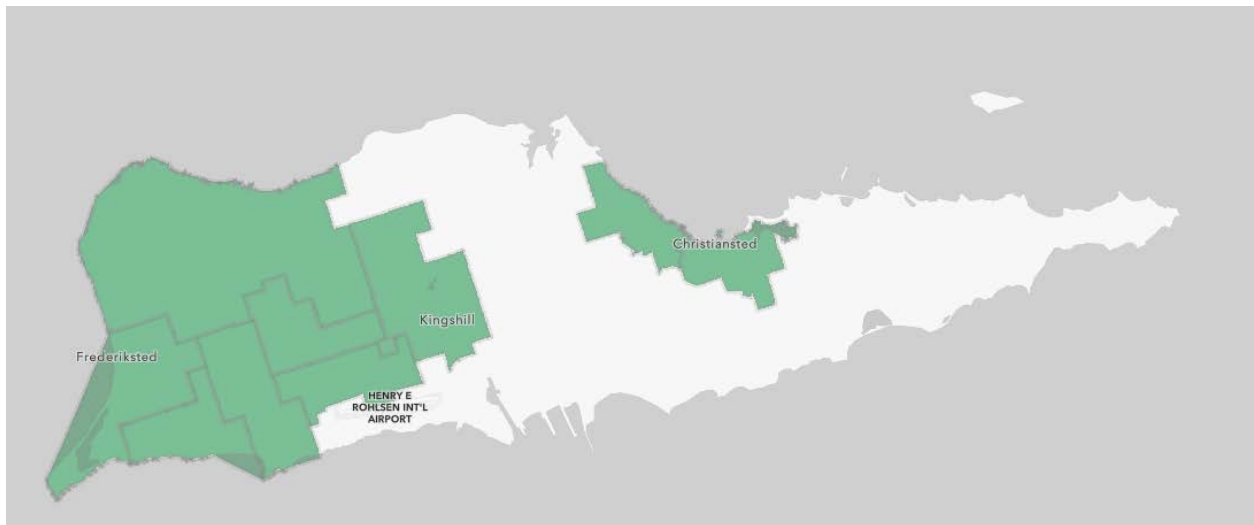 Christiansted
Kingshill
Frederiksted
HENRY E
ROHLSEN INT'L
AIRPORT